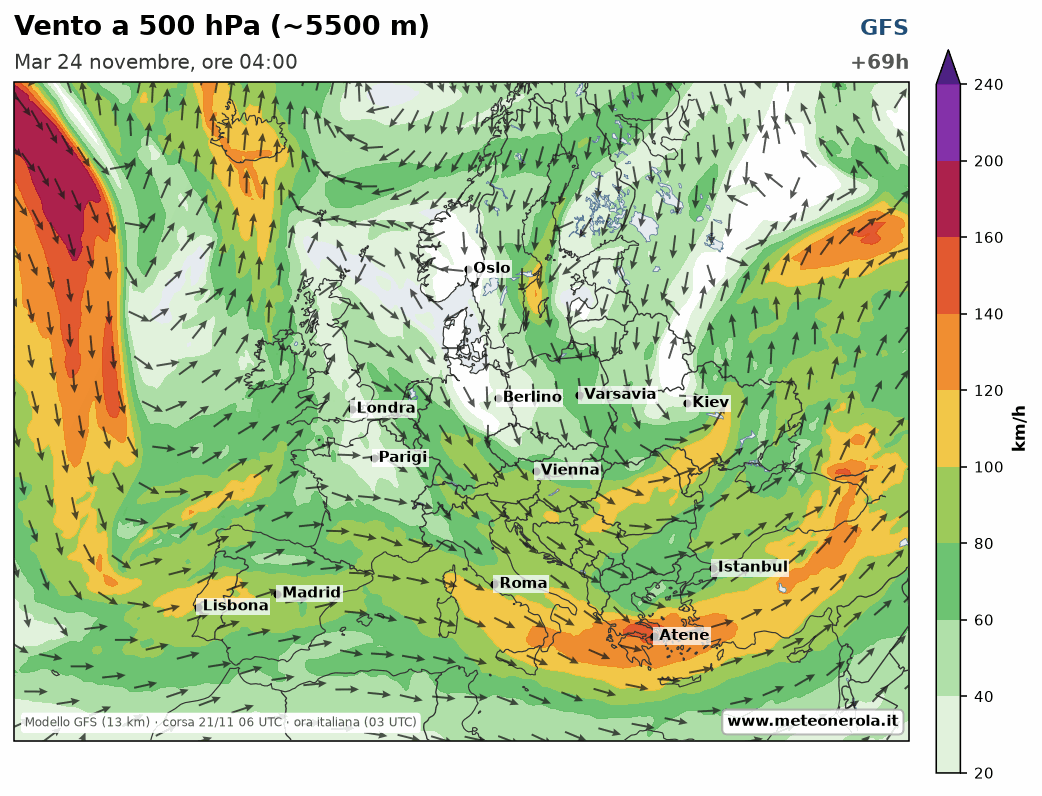 Vento a 500 hPa (~5500 m)
GFS
Mar 24 novembre, ore 04:00
+69h
240
200
160
140
120
100
80
60
40
20
km/h
Oslo
Berlino
Varsavia
Kiev
Londra
Parigi
Vienna
Istanbul
Roma
Madrid
Lisbona
Atene
Modello GFS (13 km) · corsa 21/11 06 UTC · ora italiana (03 UTC)
www.meteonerola.it